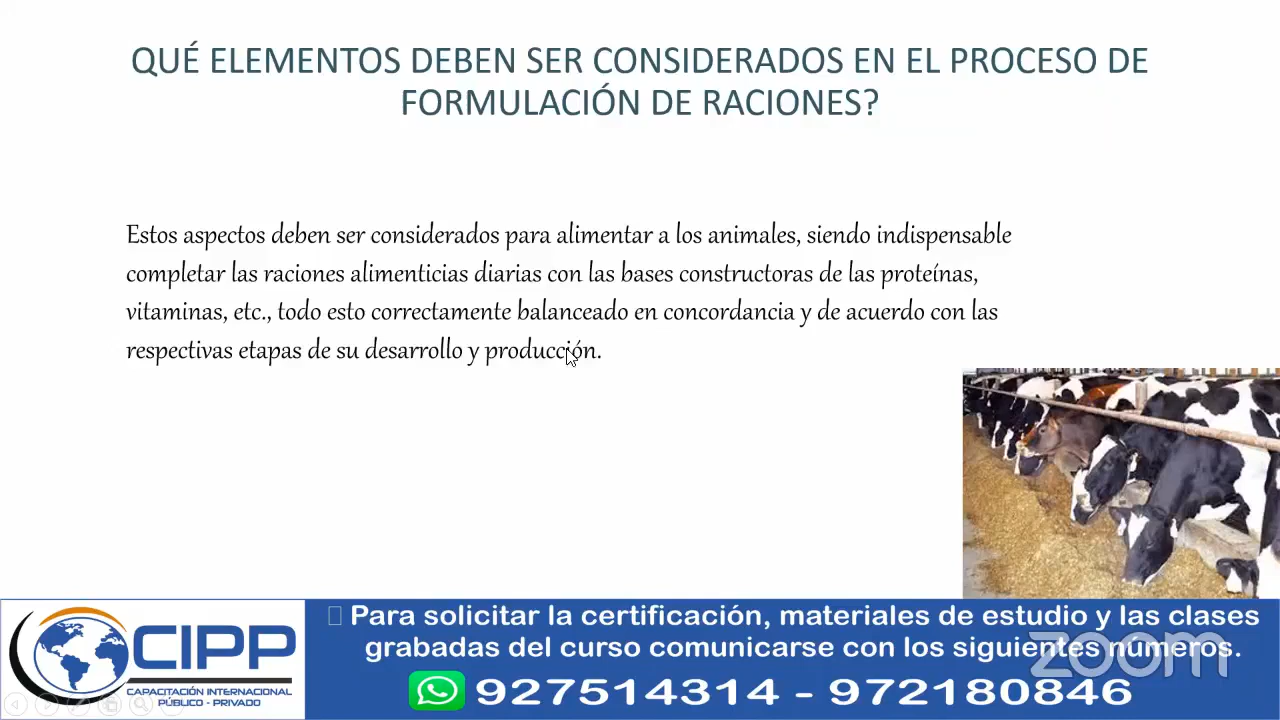 QUÉ ELEMENTOS DEBEN SER CONSIDERADOS EN EL PROCESO DE
FORMULACIÓN DE RACIONES?
Estos aspectos deben ser considerados para alimentar a los animales, siendo indispensable
completar las raciones alimenticias diarias con las bases constructoras de las proteínas,
vitaminas, etc., todo esto correctamente balanceado en concordancia y de acuerdo con las
respectivas etapas de su desarrollo y producción.
CIPP
CAPACITACIÓN INTERNACIONAL
PÚBLICO - PRIVADO
Para solicitar la certificación, materiales de estudio y las clases
grabadas del curso comunicarse con los siguientes números.
927514314 - 972180846
zoom